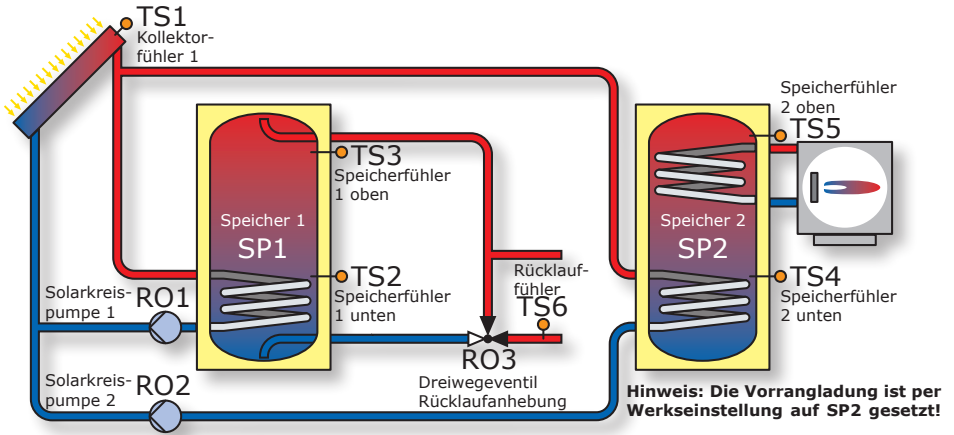 TS1
Kollektor-
fühler 1
Speicherfühler
2 oben
TS5
TS3
Speicherfühler
1 oben
Speicher 1
SP1
Speicher 2
SP2
TS2
Speicherfühler
1 unten
Rücklauf-
fühler
TS6
TS4
Speicherfühler
2 unten
Solarkreis-
pumpe 1
RO1
RO3
Dreiwegeventil
Rücklaufanhebung
Solarkreis-
pumpe 2
RO2
Hinweis: Die Vorrangladung ist per
Werkseinstellung auf SP2 gesetzt!